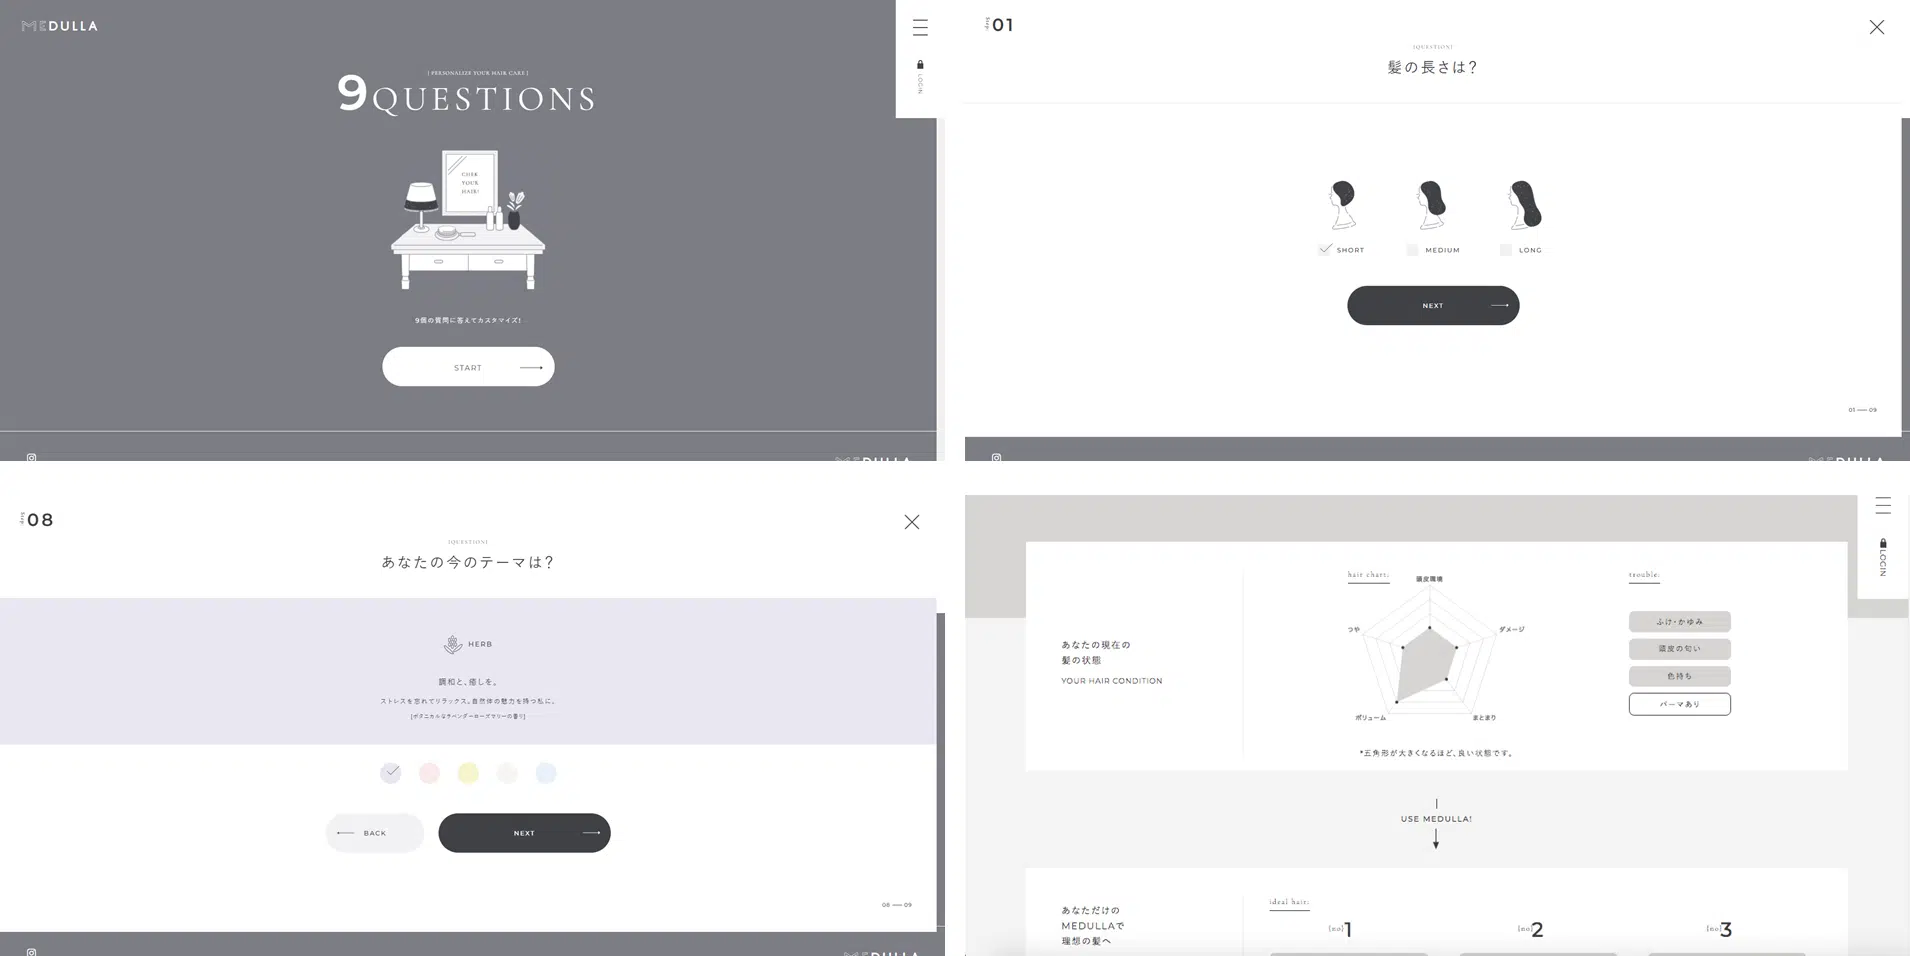 MEDULLA
LOGIN
[ PERSONALIZE YOUR HAIR CARE ]
9QUESTIONS
CHEK
YOUR
HAIR!
9個の質問に答えてカスタマイズ!
START
MEDULLA
Step. 01
[QUESTION]
髪の長さは?
SHORT
MEDIUM
LONG
NEXT
01 — 09
MEDULLA
Step. 08
[QUESTION]
あなたの今のテーマは?
HERB
調和と、癒しを。
ストレスを忘れてリラックス。自然体の魅力を持つ私に。
[ボタニカルなラベンダーローズマリーの香り]
BACK
NEXT
08 — 09
MEDULLA
LOGIN
あなたの現在の
髪の状態
YOUR HAIR CONDITION
hair chart:
頭皮環境
つや
ダメージ
ボリューム
まとまり
*五角形が大きくなるほど、良い状態です。
trouble:
ふけ・かゆみ
頭皮の匂い
色持ち
パーマあり
USE MEDULLA!
あなただけの
MEDULLAで
理想の髪へ
ideal hair:
[no]1
[no]2
[no]3